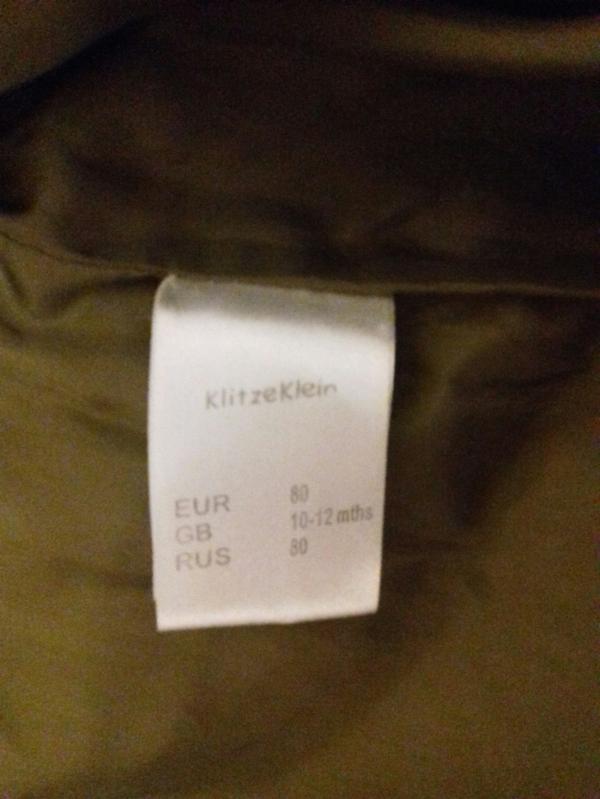 KlitzeKlein
EUR 80
GB 10-12 mths
RUS 80